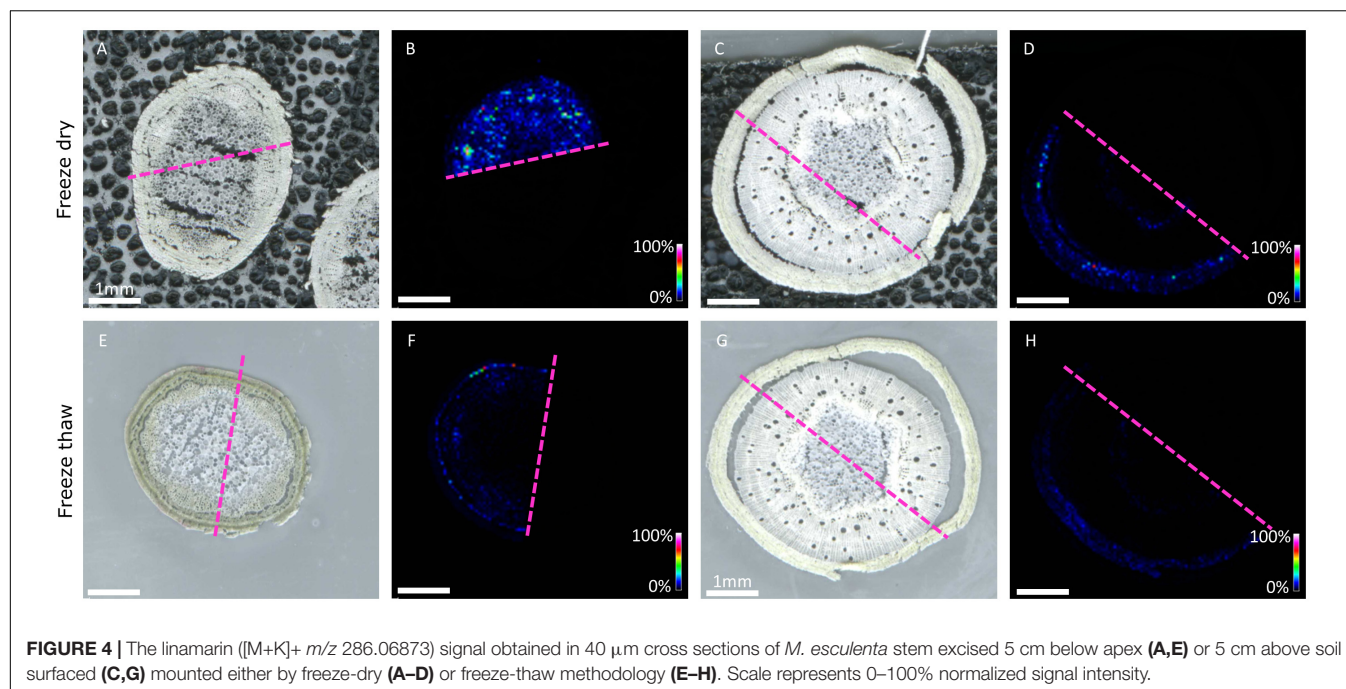 A
B
C
D
Freeze dry
1mm
100%
0%
100%
0%
E
F
G
H
Freeze thaw
100%
0%
1mm
100%
0%
FIGURE 4 | The linamarin ([M+K]+ m/z 286.06873) signal obtained in 40 μm cross sections of M. esculenta stem excised 5 cm below apex (A,E) or 5 cm above soil
surfaced (C,G) mounted either by freeze-dry (A–D) or freeze-thaw methodology (E–H). Scale represents 0–100% normalized signal intensity.